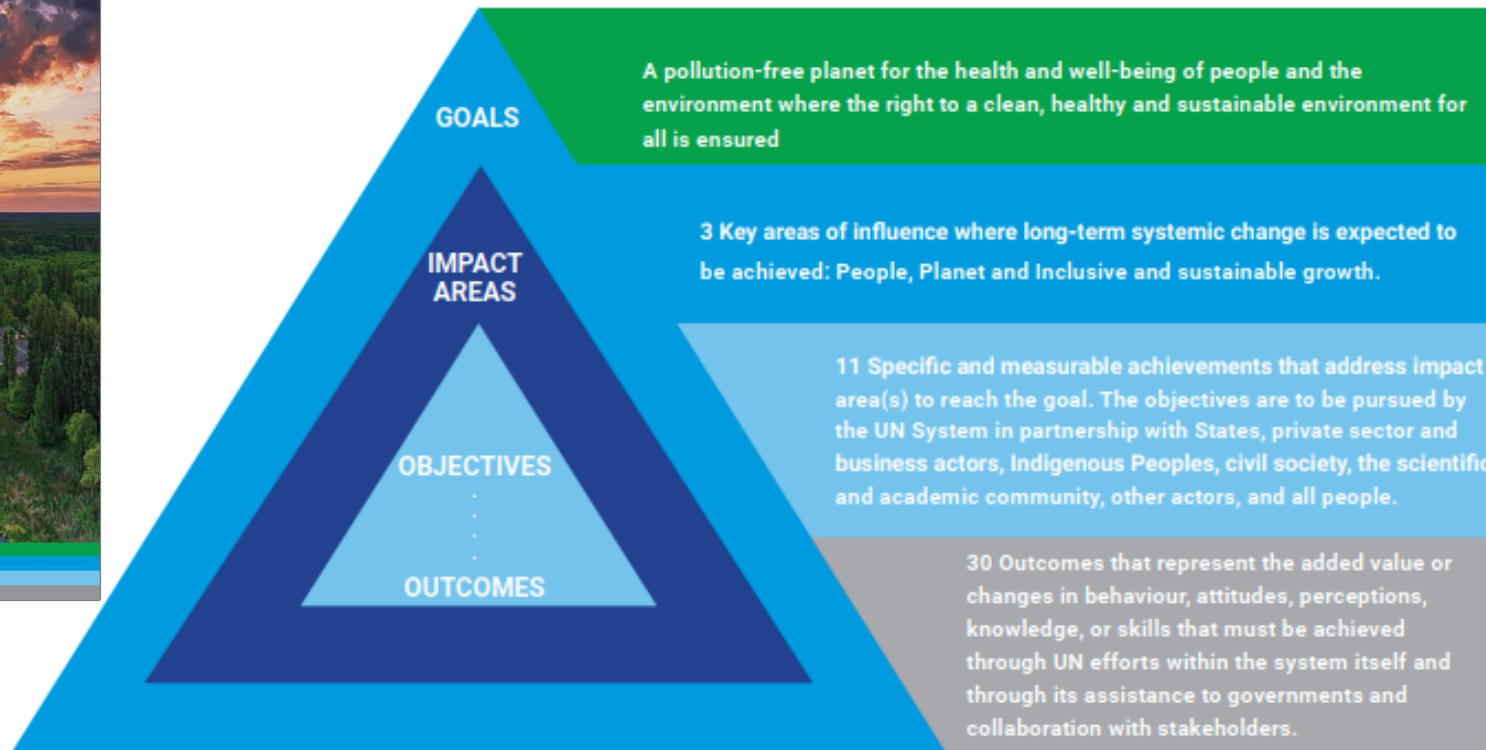 GOALS
A pollution-free planet for the health and well-being of people and the
environment where the right to a clean, healthy and sustainable environment for
all is ensured
IMPACT
AREAS
3 Key areas of influence where long-term systemic change is expected to
be achieved: People, Planet and Inclusive and sustainable growth.
OBJECTIVES
11 Specific and measurable achievements that address impact
area(s) to reach the goal. The objectives are to be pursued by
the UN System in partnership with States, private sector and
business actors, Indigenous Peoples, civil society, the scientific
and academic community, other actors, and all people.
OUTCOMES
30 Outcomes that represent the added value or
changes in behaviour, attitudes, perceptions,
knowledge, or skills that must be achieved
through UN efforts within the system itself and
through its assistance to governments and
collaboration with stakeholders.